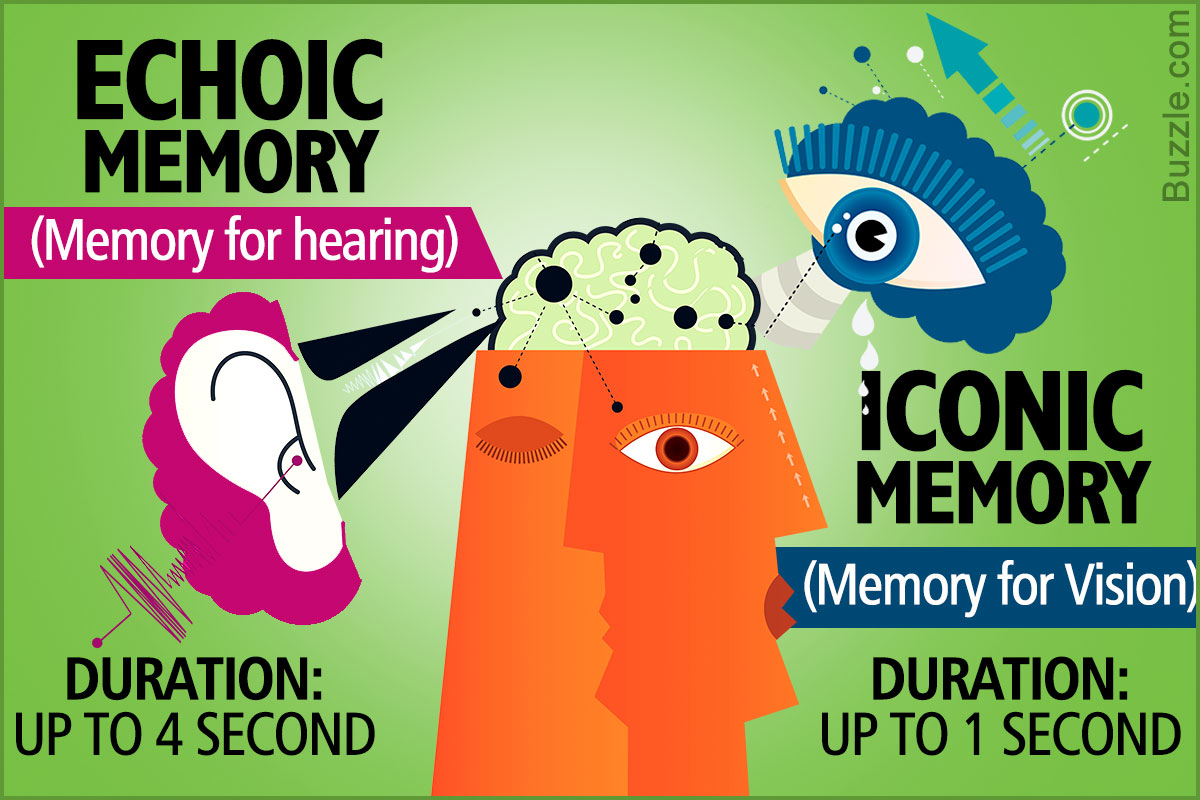 ECHOIC
MEMORY
(Memory for hearing)
DURATION:
UP TO 4 SECOND
ICONIC
MEMORY
(Memory for Vision)
DURATION:
UP TO 1 SECOND
Buzzle.com